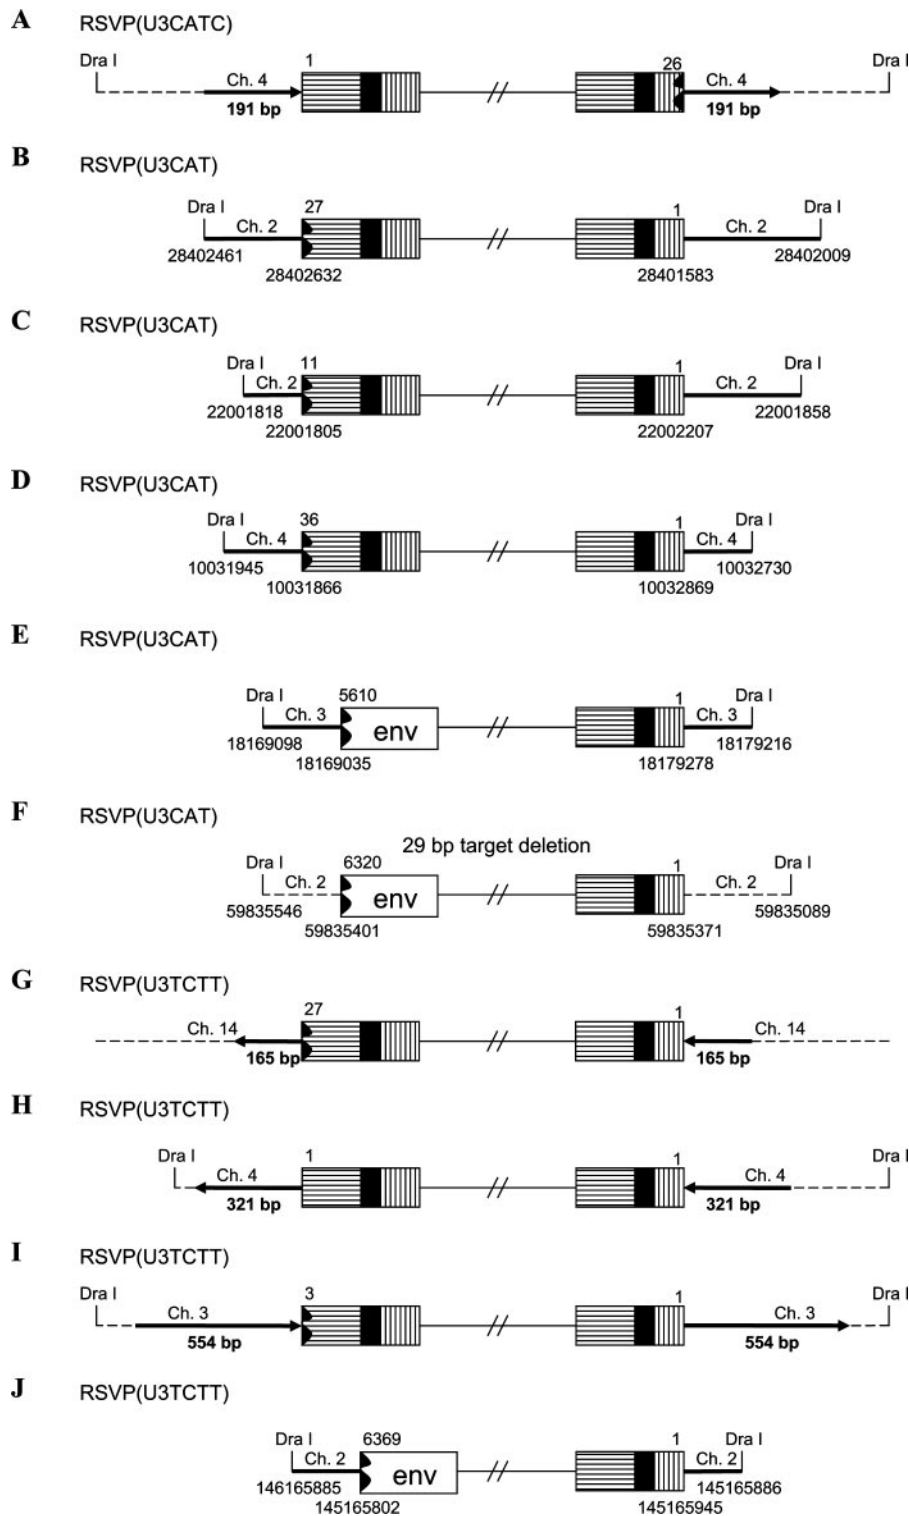 A RSVP(U3CATC)
Dra I Ch. 4 1 26 Ch. 4 Dra I
191 bp 191 bp
B RSVP(U3CAT)
Dra I Ch. 2 27 1 Ch. 2 Dra I
28402461 28402632 28401583 28402009
C RSVP(U3CAT)
Dra I Ch. 2 11 1 Ch. 2 Dra I
22001818 22001805 22002207 22001858
D RSVP(U3CAT)
Dra I Ch. 4 36 1 Ch. 4 Dra I
10031945 10031866 10032869 10032730
E RSVP(U3CAT)
Dra I Ch. 3 5610 1 Ch. 3 Dra I
env
18169098 18169035 18179278 18179216
F RSVP(U3CAT)
29 bp target deletion
Dra I Ch. 2 6320 1 Ch. 2 Dra I
env
59835546 59835401 59835371 59835089
G RSVP(U3TCTT)
Ch. 14 27 1 Ch. 14
165 bp 165 bp
H RSVP(U3TCTT)
Dra I Ch. 4 1 1 Ch. 4 Dra I
321 bp 321 bp
I RSVP(U3TCTT)
Dra I Ch. 3 3 1 Ch. 3 Dra I
554 bp 554 bp
J RSVP(U3TCTT)
Dra I Ch. 2 6369 1 Ch. 2 Dra I
env
146165885 145165802 145165945 145165886